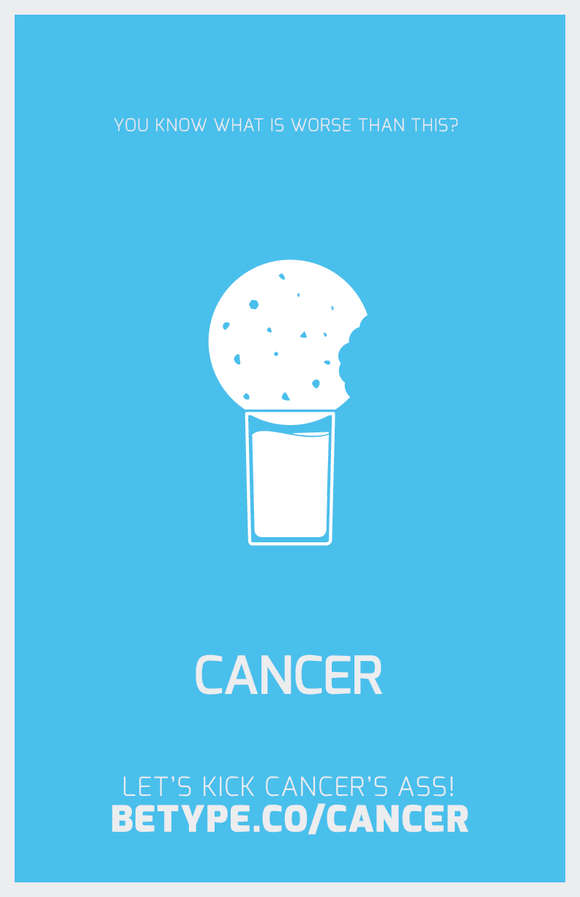 YOU KNOW WHAT IS WORSE THAN THIS?
CANCER
LET'S KICK CANCER'S ASS!
BETYPE.CO/CANCER